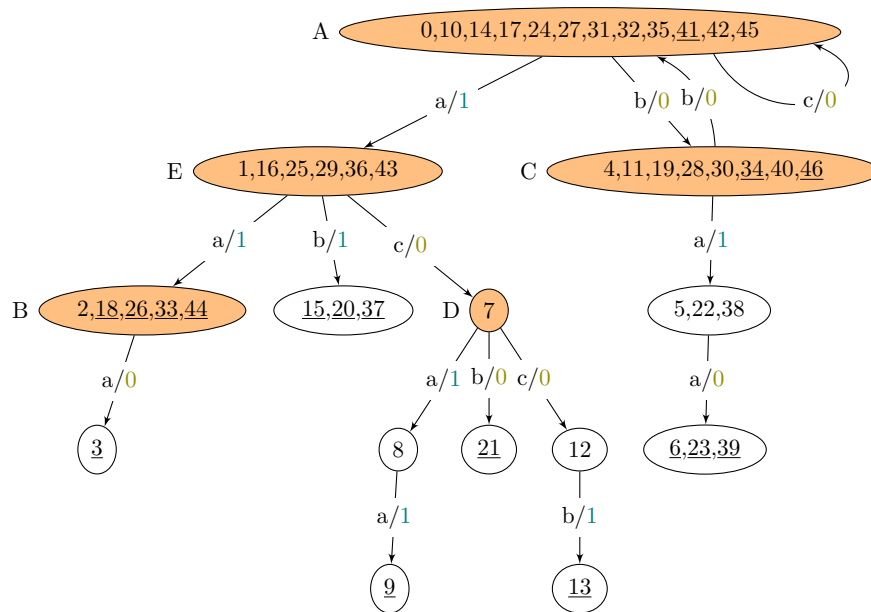 A 0,10,14,17,24,27,31,32,35,41,42,45
a/1 b/0 b/0 c/0
E 1,16,25,29,36,43 C 4,11,19,28,30,34,40,46
a/1 b/1 c/0 a/1
B 2,18,26,33,44 15,20,37 D 7 5,22,38
a/0 a/1 b/0 c/0 a/0
3 8 21 12 6,23,39
a/1 b/1
9 13